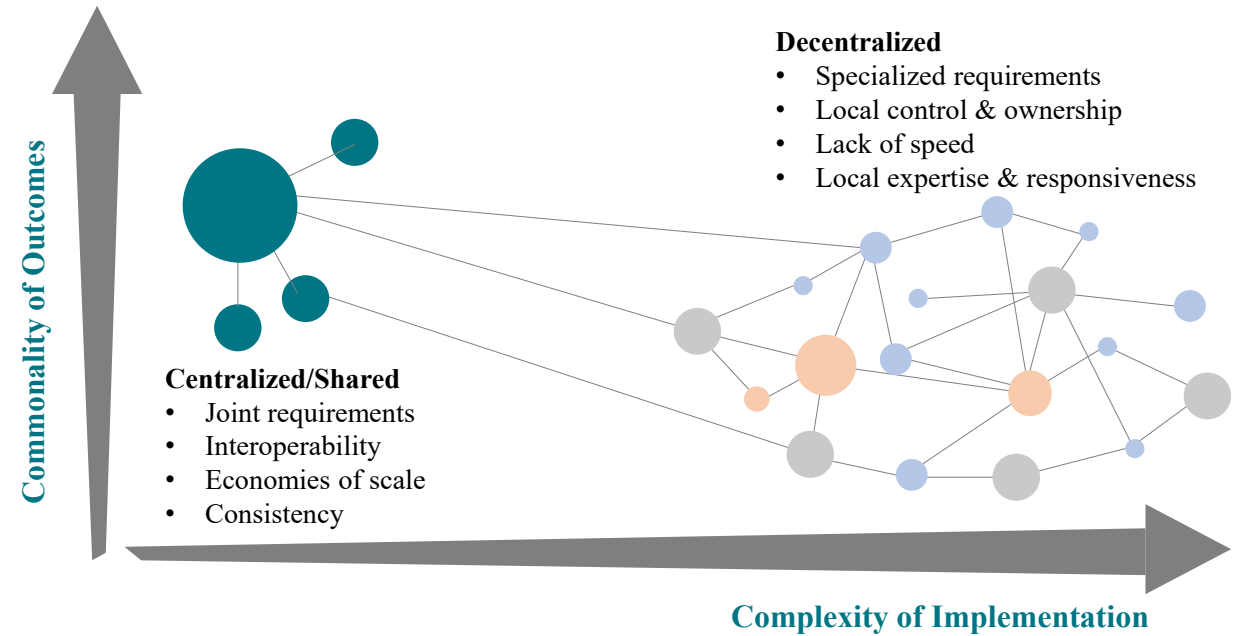 Commonality of Outcomes
Decentralized
• Specialized requirements
• Local control & ownership
• Lack of speed
• Local expertise & responsiveness
Centralized/Shared
• Joint requirements
• Interoperability
• Economies of scale
• Consistency
Complexity of Implementation